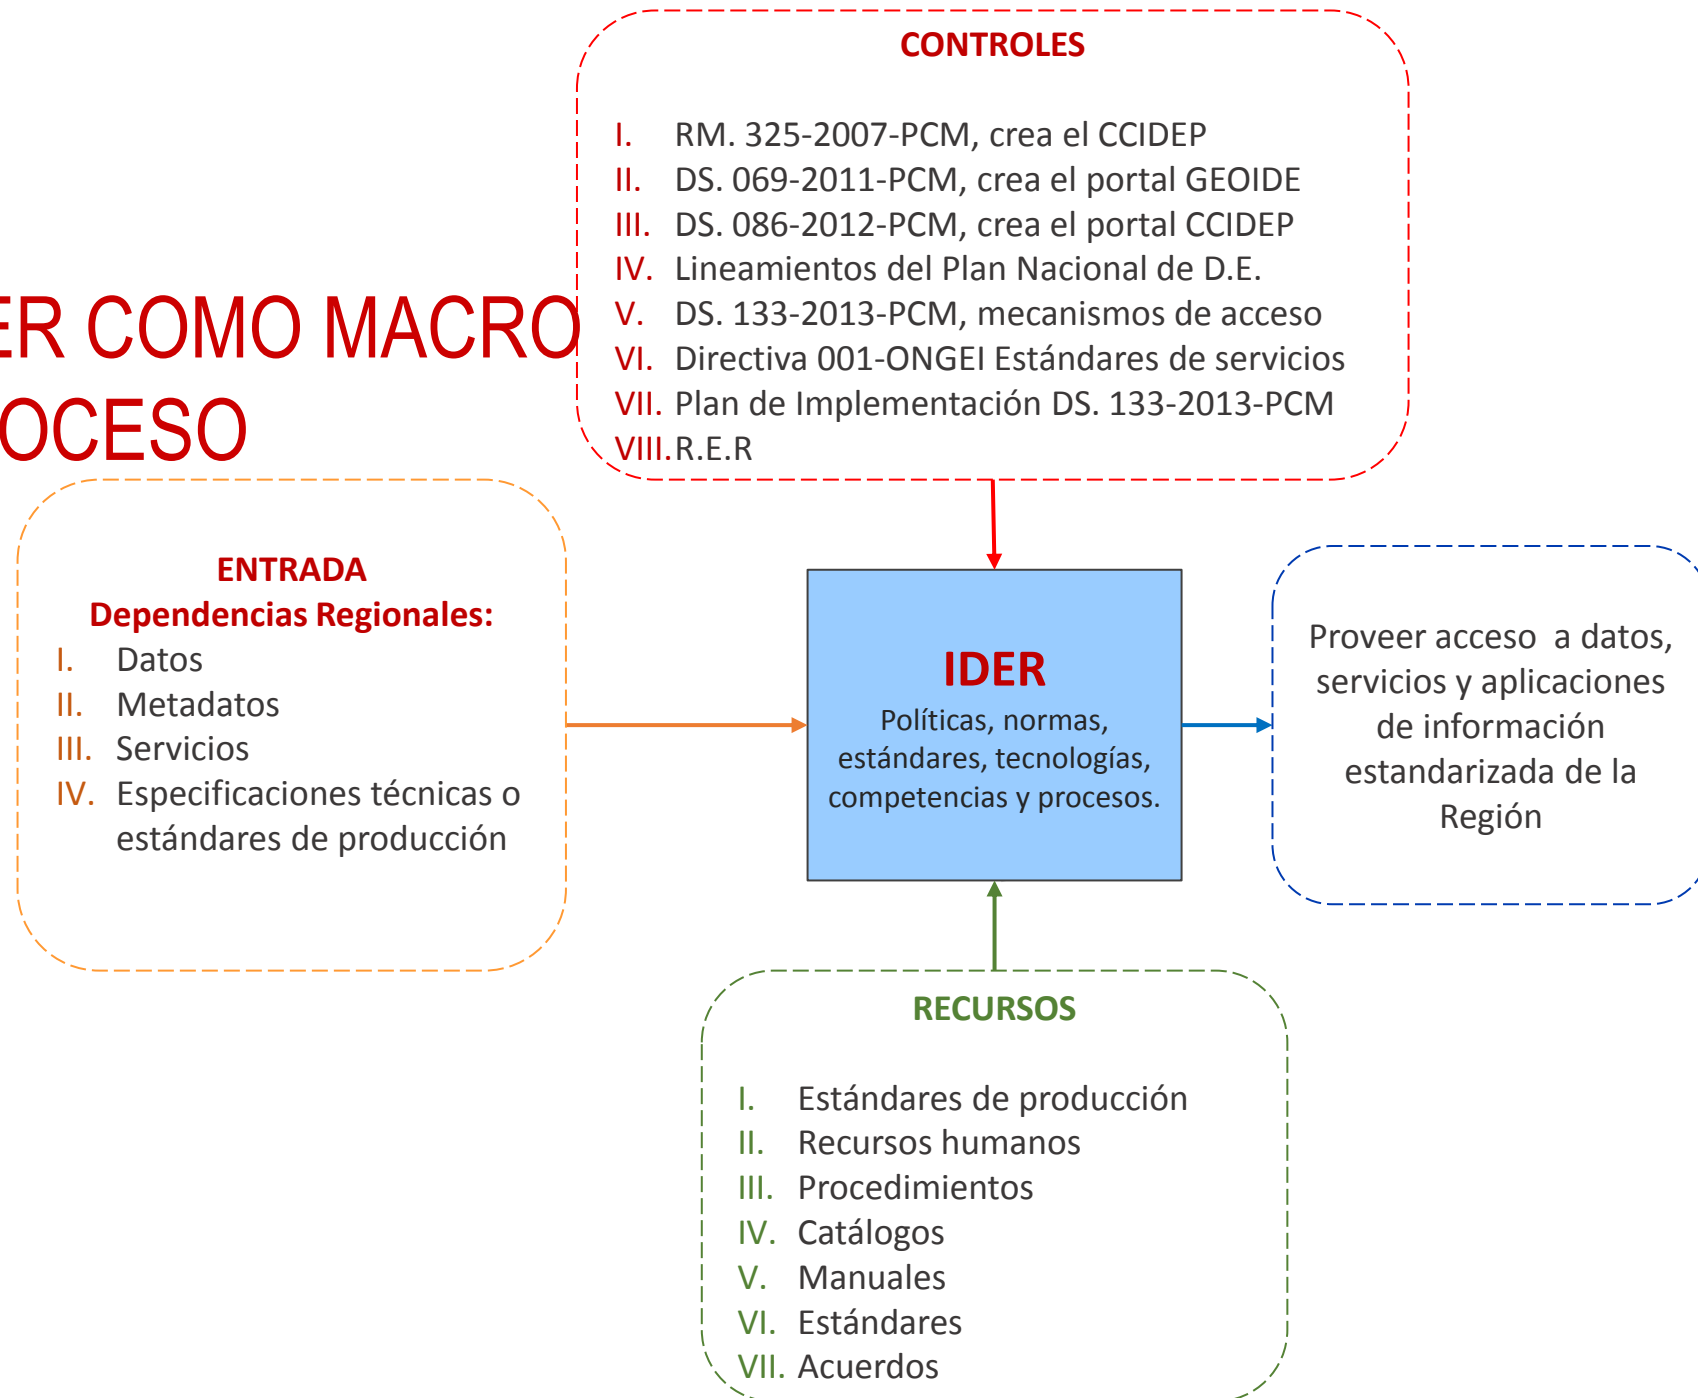 CONTROLES
I. RM. 325-2007-PCM, crea el CCIDEP
II. DS. 069-2011-PCM, crea el portal GEOIDE
III. DS. 086-2012-PCM, crea el portal CCIDEP
IV. Lineamientos del Plan Nacional de D.E.
V. DS. 133-2013-PCM, mecanismos de acceso
VI. Directiva 001-ONGEI Estándares de servicios
VII. Plan de Implementación DS. 133-2013-PCM
VIII. R.E.R
ER COMO MACRO
OCESO
ENTRADA
Dependencias Regionales:
I. Datos
II. Metadatos
III. Servicios
IV. Especificaciones técnicas o
estándares de producción
IDER
Políticas, normas,
estándares, tecnologías,
competencias y procesos.
Proveer acceso a datos,
servicios y aplicaciones
de información
estandarizada de la
Región
RECURSOS
I. Estándares de producción
II. Recursos humanos
III. Procedimientos
IV. Catálogos
V. Manuales
VI. Estándares
VII. Acuerdos